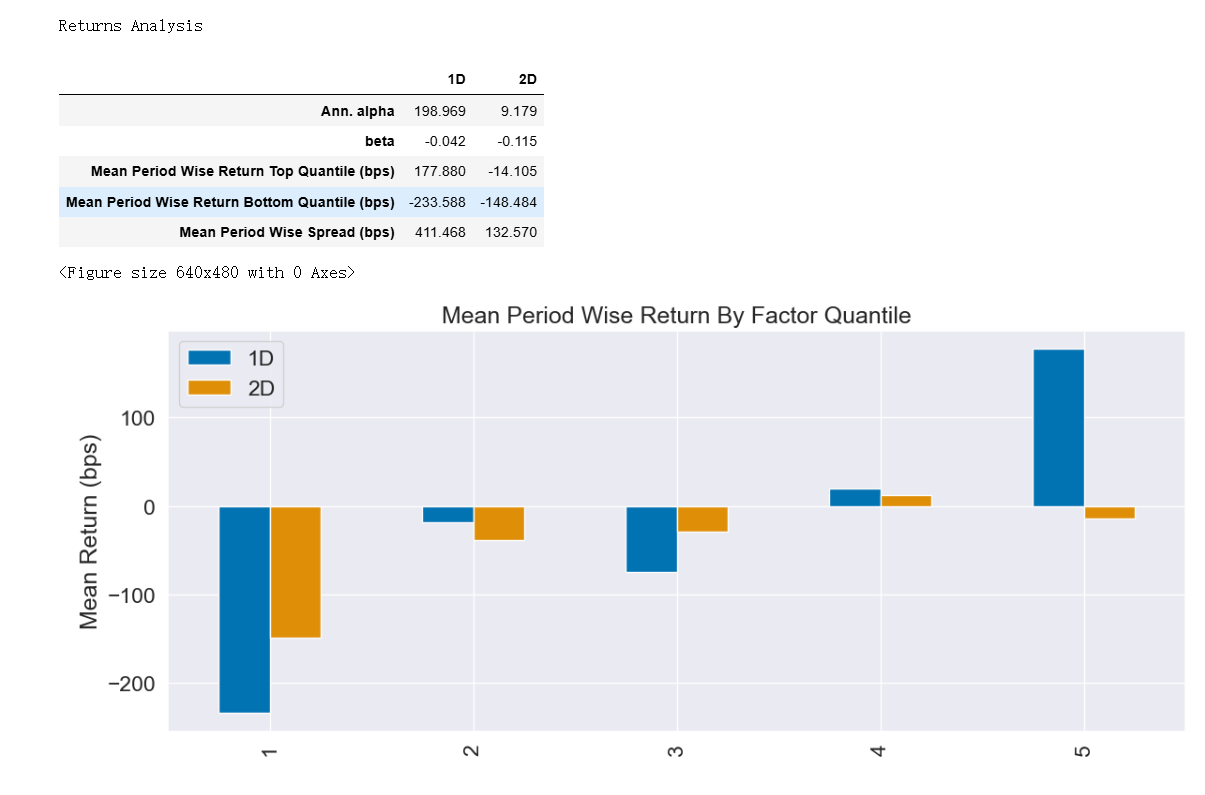 Returns Analysis
1D 2D
Ann. alpha 198.969 9.179
beta -0.042 -0.115
Mean Period Wise Return Top Quantile (bps) 177.880 -14.105
Mean Period Wise Return Bottom Quantile (bps) -233.588 -148.484
Mean Period Wise Spread (bps) 411.468 132.570
<Figure size 640x480 with 0 Axes>
Mean Period Wise Return By Factor Quantile
1D
2D
Mean Return (bps)
100
0
−100
−200
1 2 3 4 5